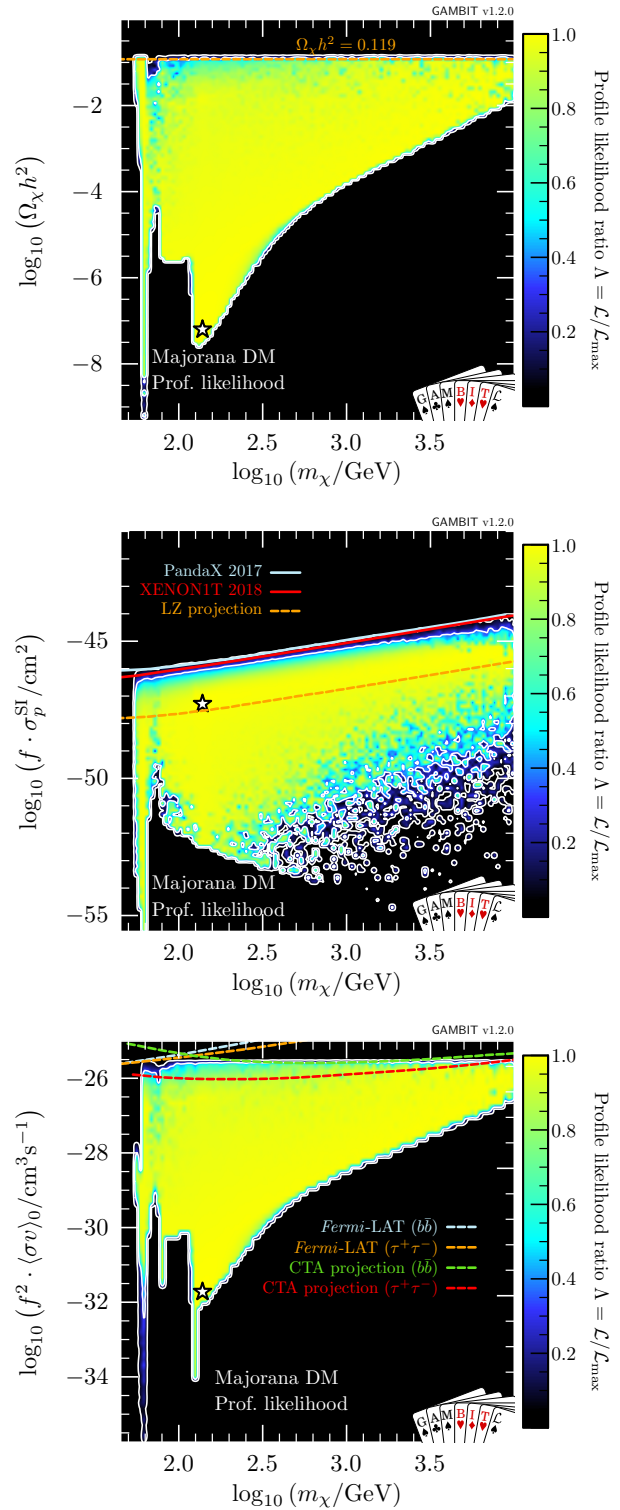 GAMBIT v1.2.0
Ωχh² = 0.119
−2
−4
−6
−8
log₁₀ (Ωχh²)
Majorana DM
Prof. likelihood
2.0 2.5 3.0 3.5
log₁₀ (mχ/GeV)
1.0
0.8
0.6
0.4
0.2
Profile likelihood ratio Λ = ℒ/ℒmax
G A M B I T ℒ
GAMBIT v1.2.0
PandaX 2017
XENON1T 2018
LZ projection
−45
−50
−55
log₁₀ (f · σₚ^SI/cm²)
Majorana DM
Prof. likelihood
2.0 2.5 3.0 3.5
log₁₀ (mχ/GeV)
1.0
0.8
0.6
0.4
0.2
Profile likelihood ratio Λ = ℒ/ℒmax
G A M B I T ℒ
GAMBIT v1.2.0
−26
−28
−30
−32
−34
log₁₀ (f² · ⟨σv⟩₀/cm³s⁻¹)
Fermi-LAT (bb̄)
Fermi-LAT (τ⁺τ⁻)
CTA projection (bb̄)
CTA projection (τ⁺τ⁻)
Majorana DM
Prof. likelihood
2.0 2.5 3.0 3.5
log₁₀ (mχ/GeV)
1.0
0.8
0.6
0.4
0.2
Profile likelihood ratio Λ = ℒ/ℒmax
G A M B I T ℒ